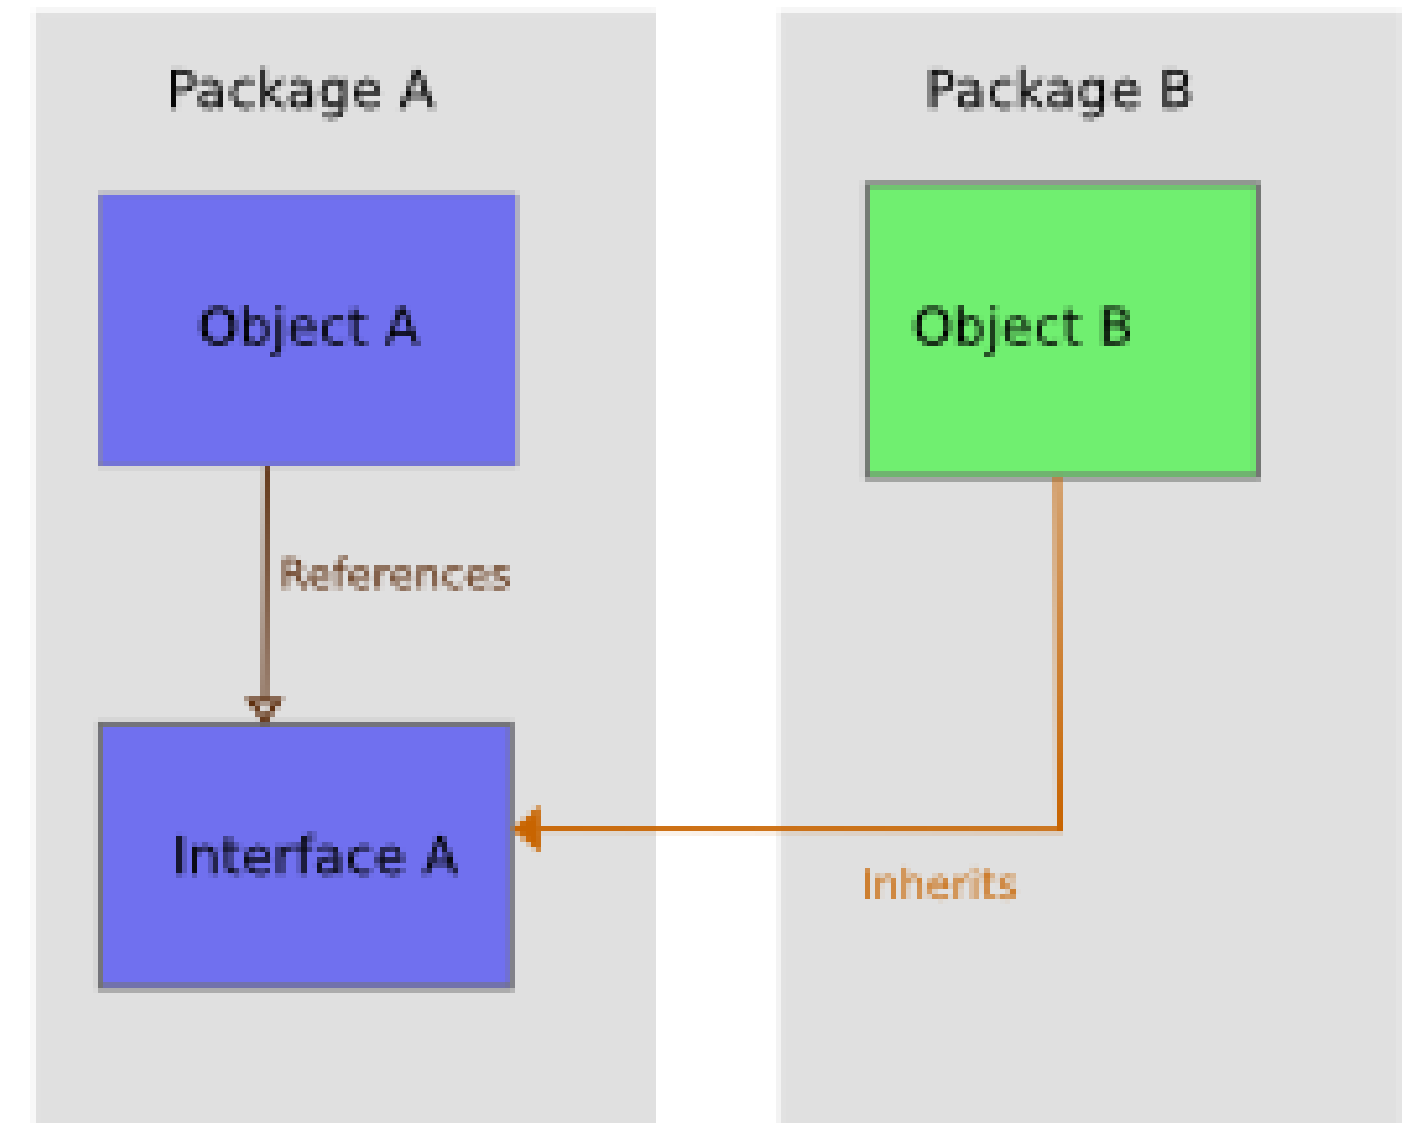 Package A
Object A
References
Interface A
Package B
Object B
Inherits